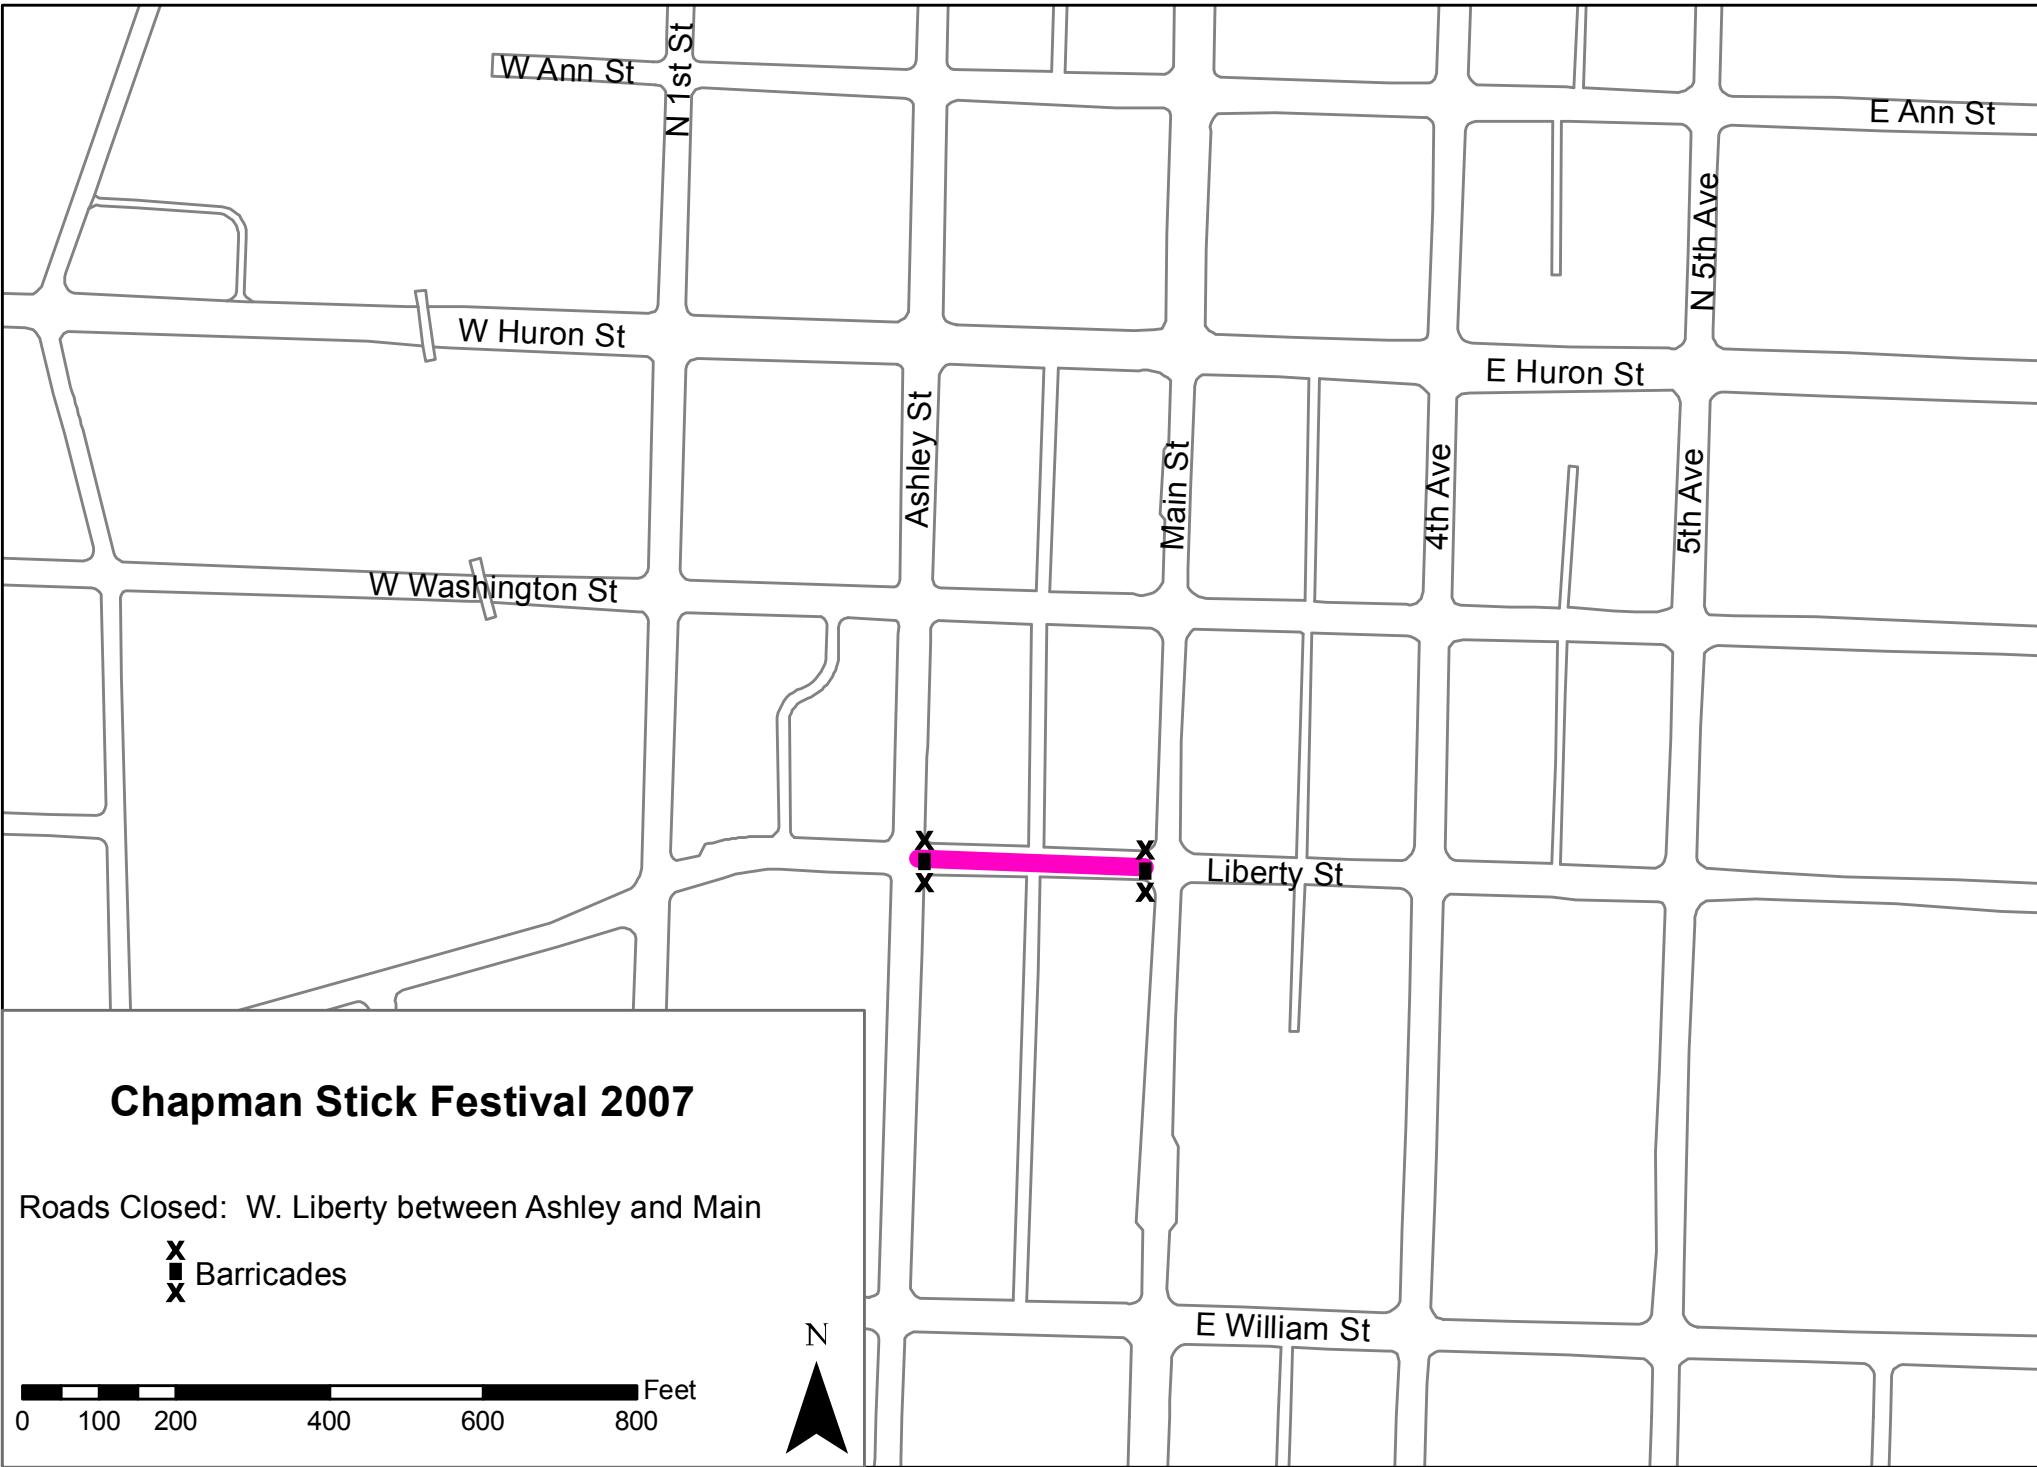 W Ann St
N 1st St
E Ann St
N 5th Ave
W Huron St
E Huron St
Ashley St
Main St
4th Ave
5th Ave
W Washington St
x
x
x
x
Liberty St
Chapman Stick Festival 2007
Roads Closed:  W. Liberty between Ashley and Main
x
Barricades
x
E William St
N
Feet
0 100 200 400 600 800